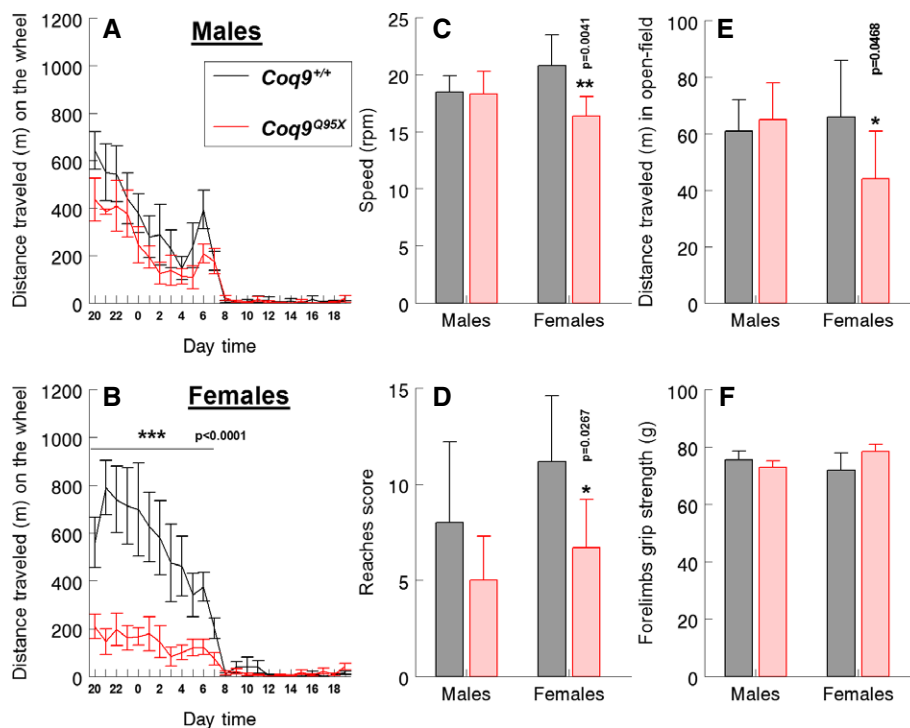 A
Males
Distance traveled (m) on the wheel
1200
1000
800
600
400
200
0
Coq9+/+
Coq9Q95X
20 22 0 2 4 6 8 10 12 14 16 18
Day time
C
Speed (rpm)
25
20
15
10
5
0
p=0.0041
**
Males Females
E
Distance traveled (m) in open-field
100
80
60
40
20
0
p=0.0468
*
Males Females
B
Females
Distance traveled (m) on the wheel
1200
1000
800
600
400
200
0
*** p<0.0001
20 22 0 2 4 6 8 10 12 14 16 18
Day time
D
Reaches score
15
10
5
0
p=0.0267
*
Males Females
F
Forelimbs grip strength (g)
100
80
60
40
20
0
Males Females